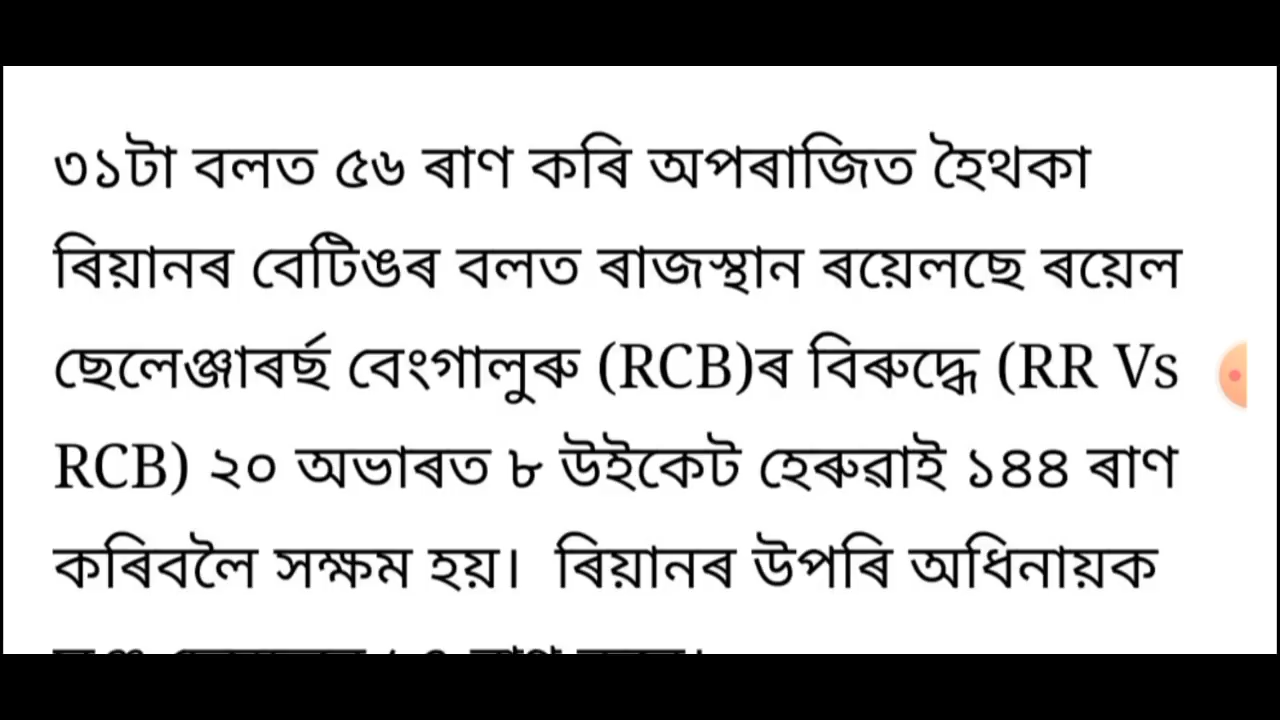 ৩১টা বলত ৫৬ ৰাণ কৰি অপৰাজিত হৈথকা
ৰিয়ানৰ বেটিঙৰ বলত ৰাজস্থান ৰয়েলছে ৰয়েল
ছেলেঞ্জাৰৰ্ছ বেংগালুৰু (RCB)ৰ বিৰুদ্ধে (RR Vs
RCB) ২০ অভাৰত ৮ উইকেট হেৰুৱাই ১৪৪ ৰাণ
কৰিবলৈ সক্ষম হয়। ৰিয়ানৰ উপৰি অধিনায়ক